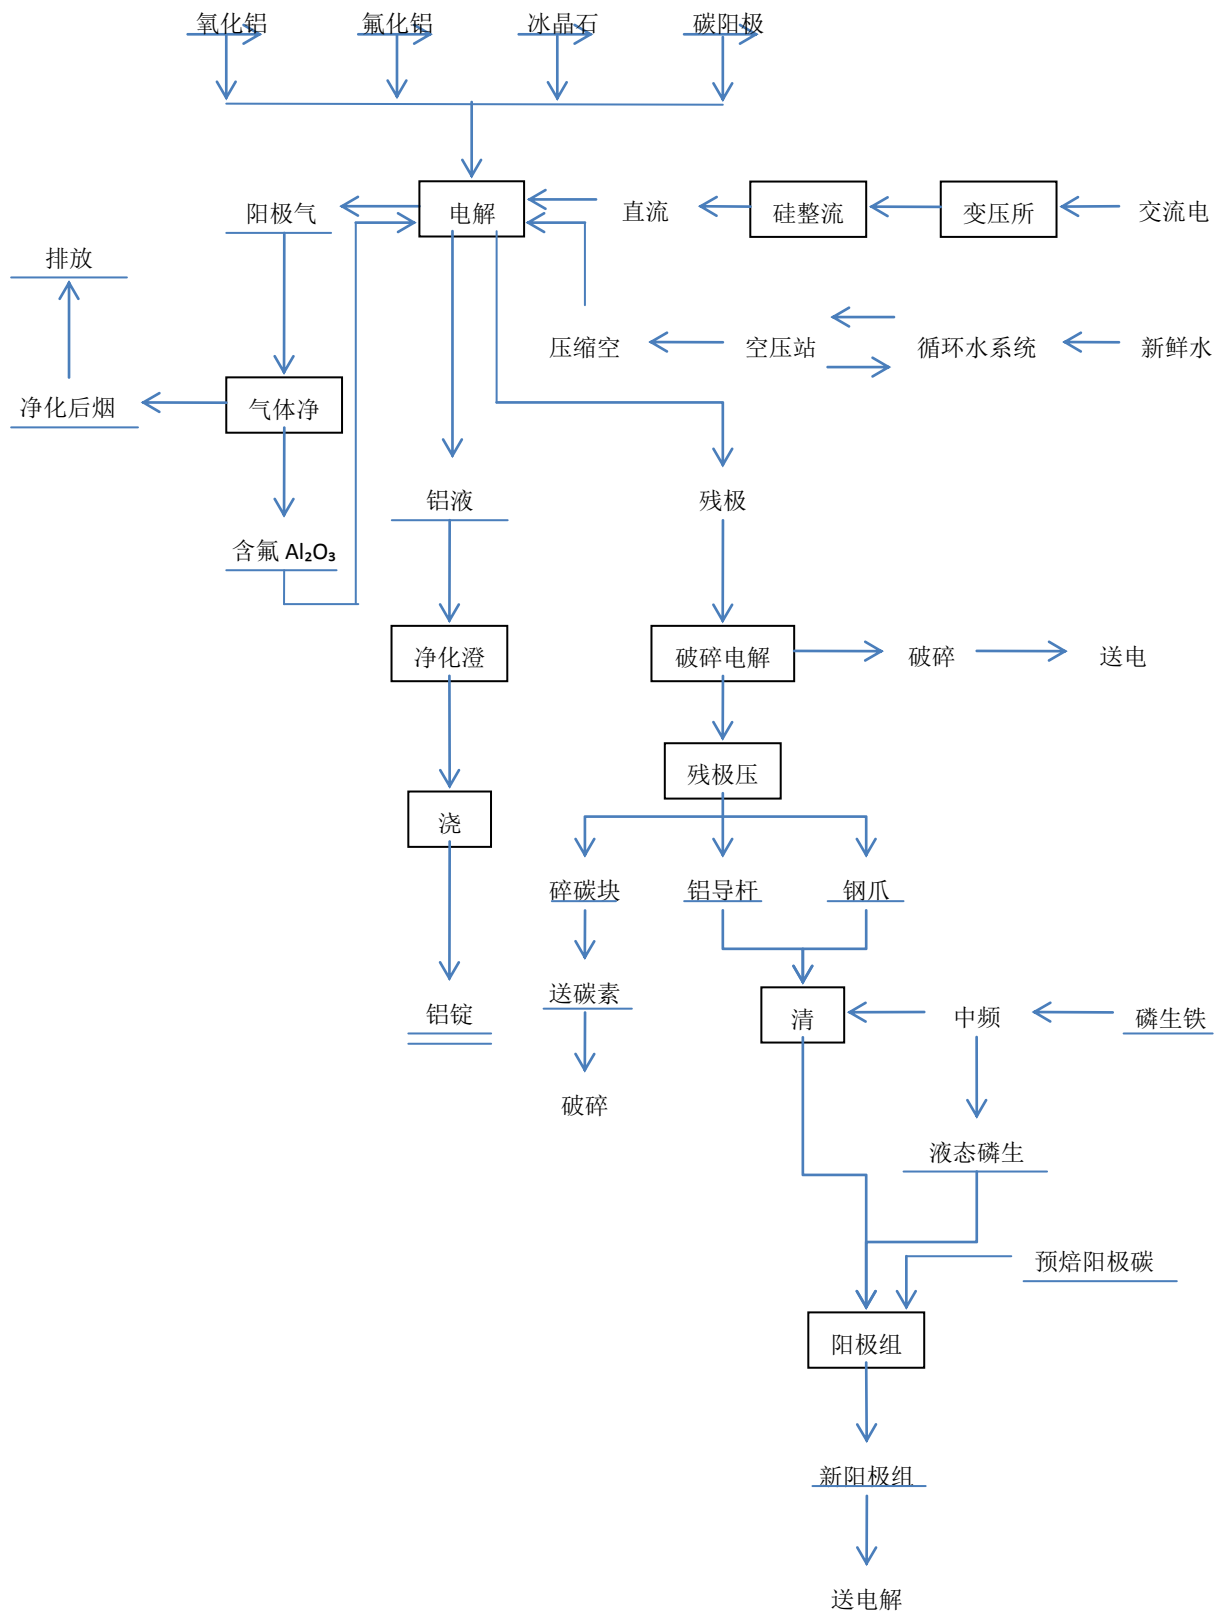 氧化铝 氟化铝 冰晶石 碳阳极
阳极气 电解 直流 硅整流 变压所 交流电
排放
压缩空 空压站 循环水系统 新鲜水
净化后烟 气体净
铝液 残极
含氟 Al₂O₃
净化澄 破碎电解 破碎 送电
残极压
浇
碎碳块 铝导杆 钢爪
送碳素
铝锭 清 中频 磷生铁
破碎
液态磷生
预焙阳极碳
阳极组
新阳极组
送电解